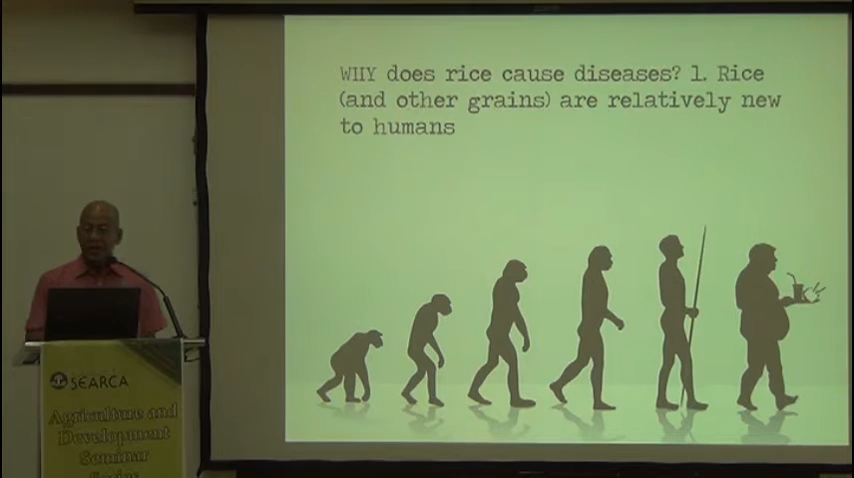 WHY does rice cause diseases? 1. Rice
(and other grains) are relatively new
to humans
SEARCA
Agriculture and
Development
Seminar
Series